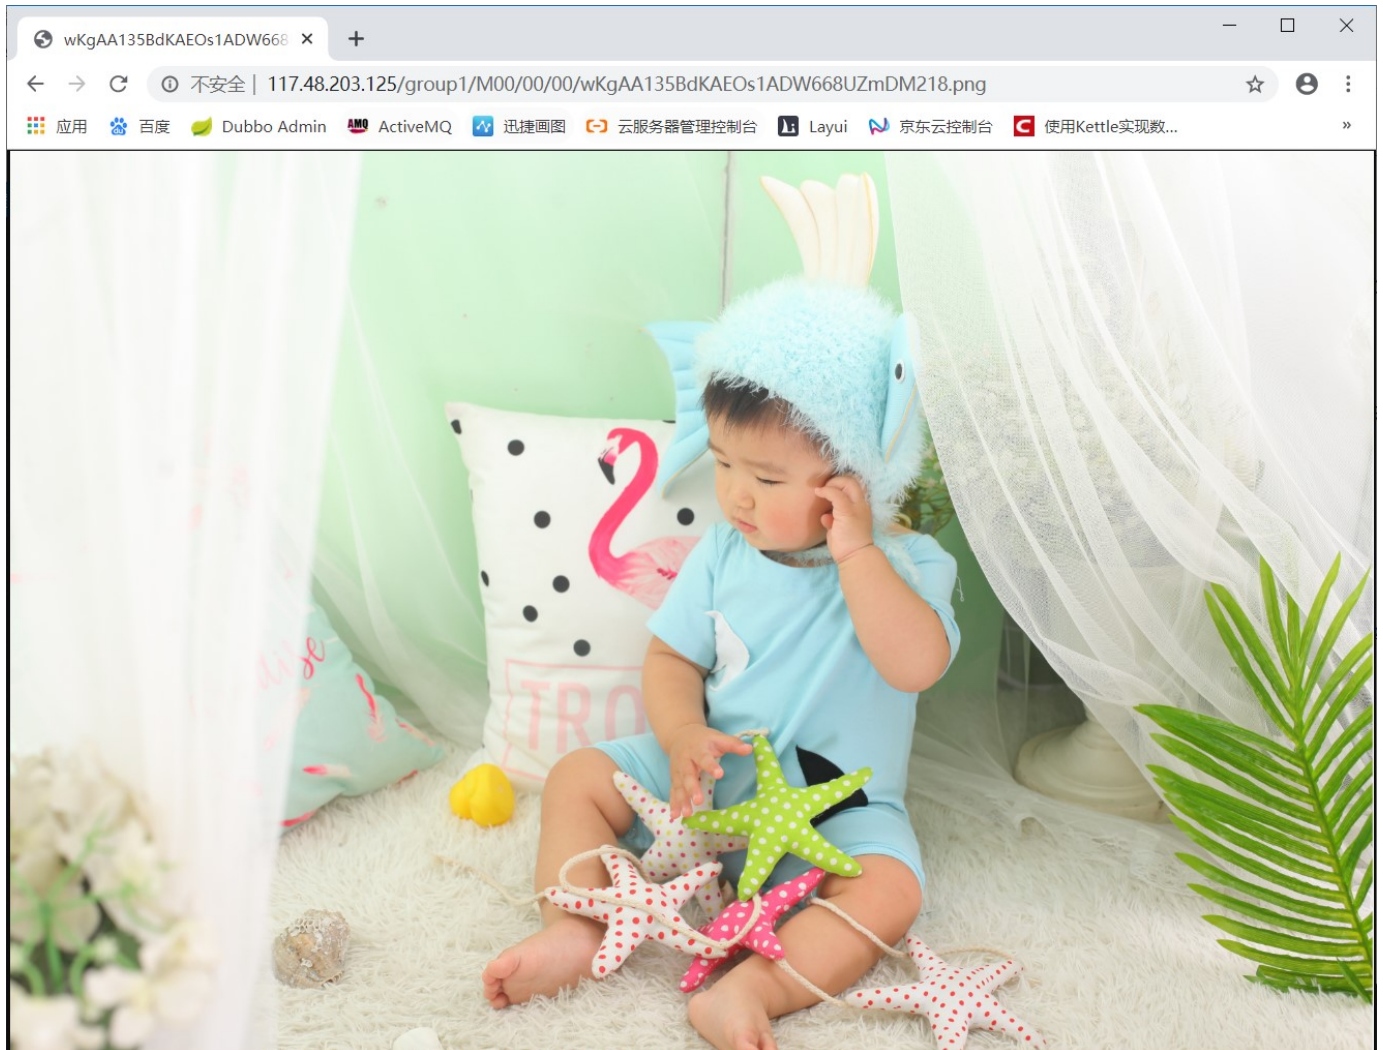 wKgAA135BdKAEOs1ADW668
不安全 | 117.48.203.125/group1/M00/00/00/wKgAA135BdKAEOs1ADW668UZmDM218.png
应用 百度 Dubbo Admin AMQ ActiveMQ 迅捷画图 云服务器管理控制台 Layui 京东云控制台 使用Kettle实现数... »
TRO